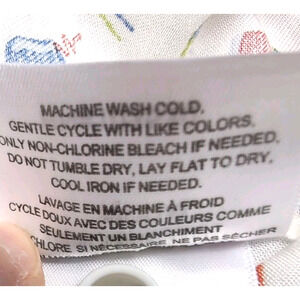 MACHINE WASH COLD.
GENTLE CYCLE WITH LIKE COLORS.
ONLY NON-CHLORINE BLEACH IF NEEDED.
DO NOT TUMBLE DRY, LAY FLAT TO DRY,
COOL IRON IF NEEDED.
LAVAGE EN MACHINE À FROID
CYCLE DOUX AVEC DES COULEURS COMME
SEULEMENT UN BLANCHIMENT
CHLORE SI NÉCESSAIRE NE PAS SÉCHER